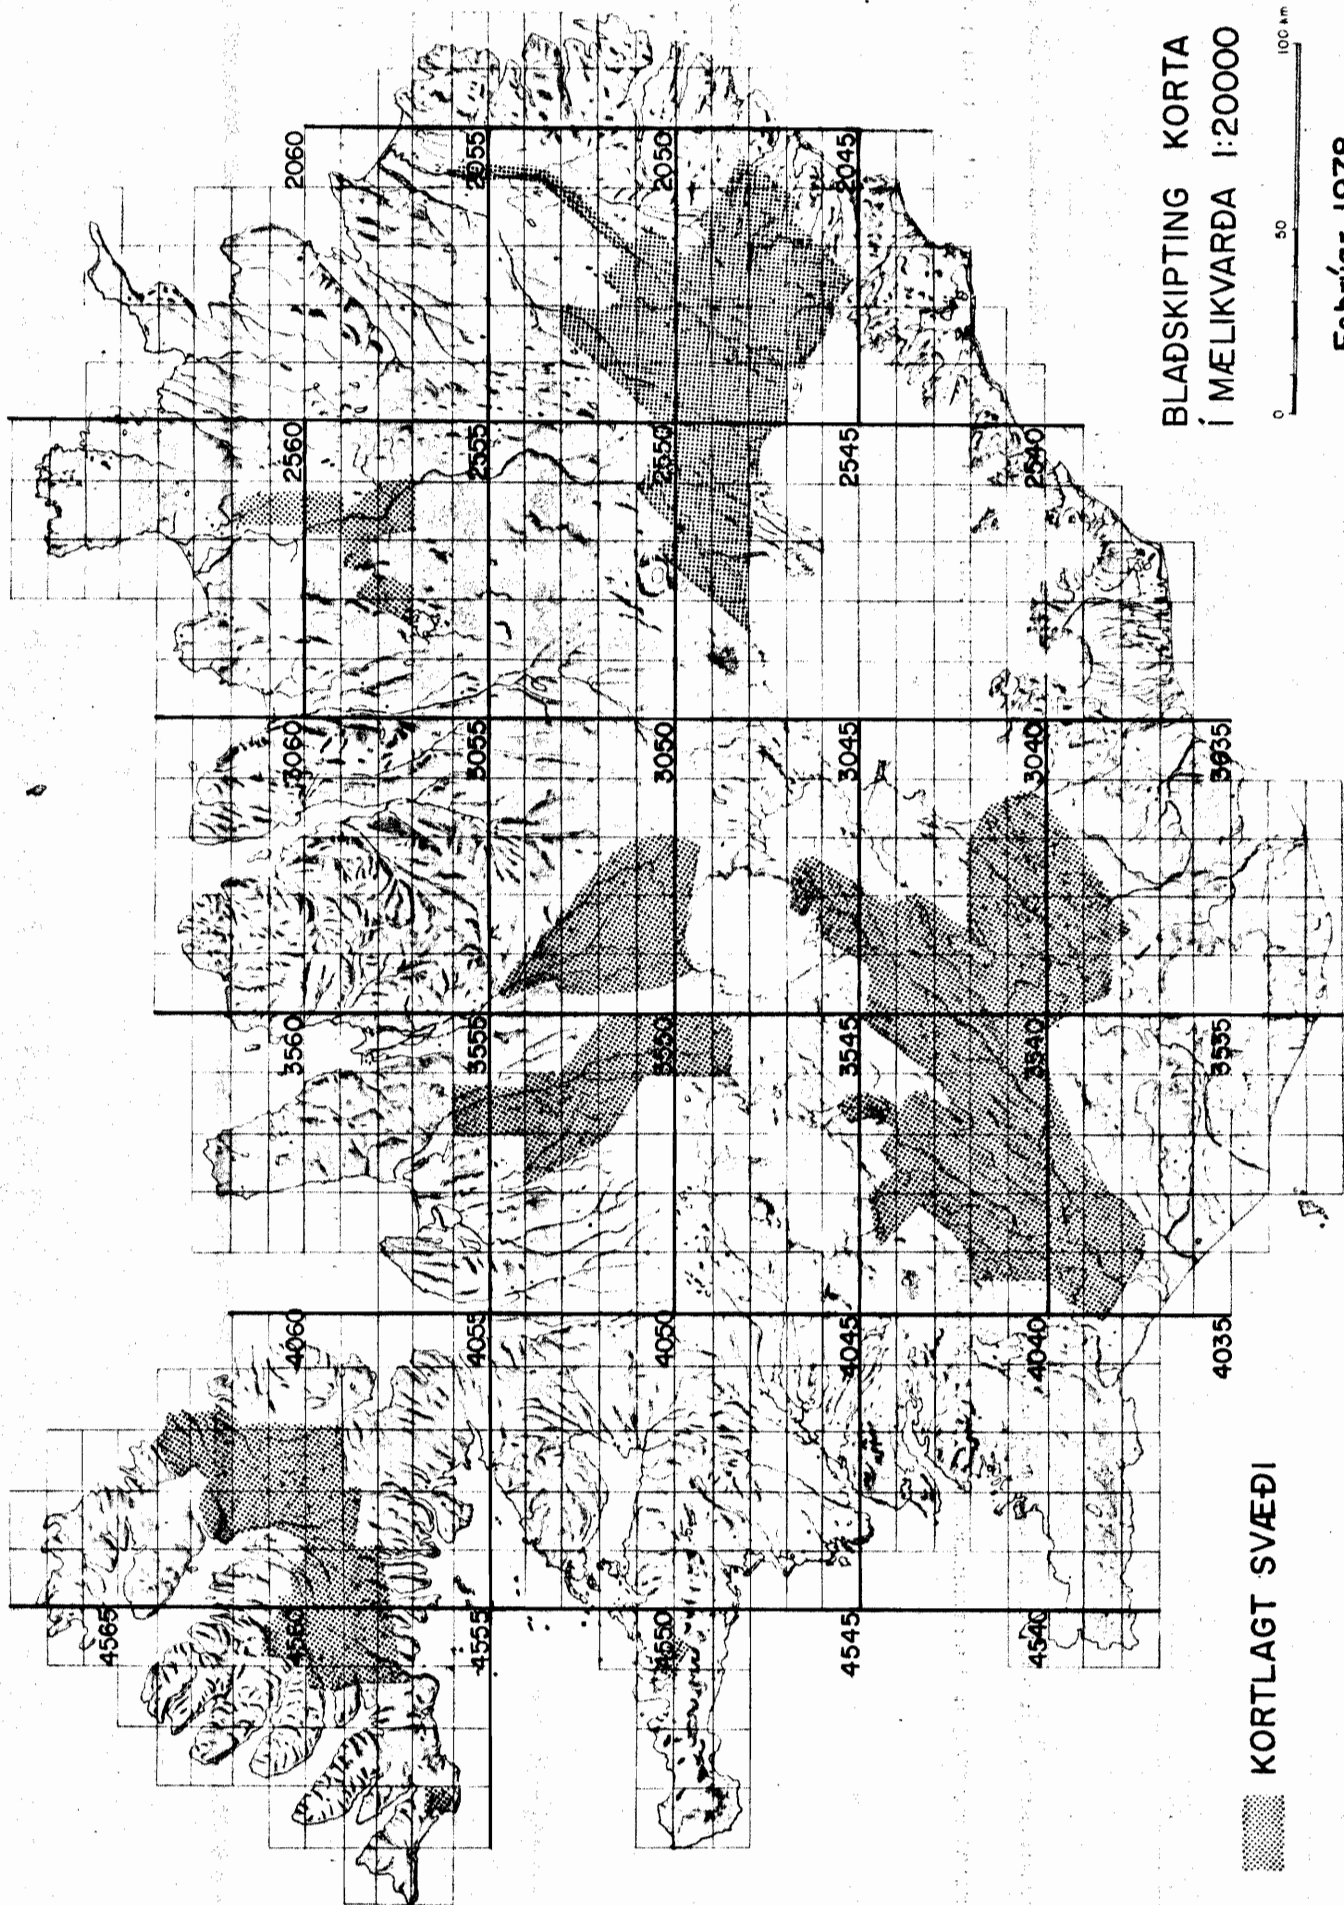 4565
4560 4060 3560 3060 2560 2060
4555 4055 3555 3055 2555 2055
4550 4050 3550 3050 2550 2050
4545 4045 3545 3045 2545 2045
4540 4040 3540 3040 2540
4035 3535 3035
BLAÐSKIPTING KORTA
Í MÆLIKVARÐA 1:20000
KORTLAGT SVÆÐI
0 50 100 km
Febrúar 1978